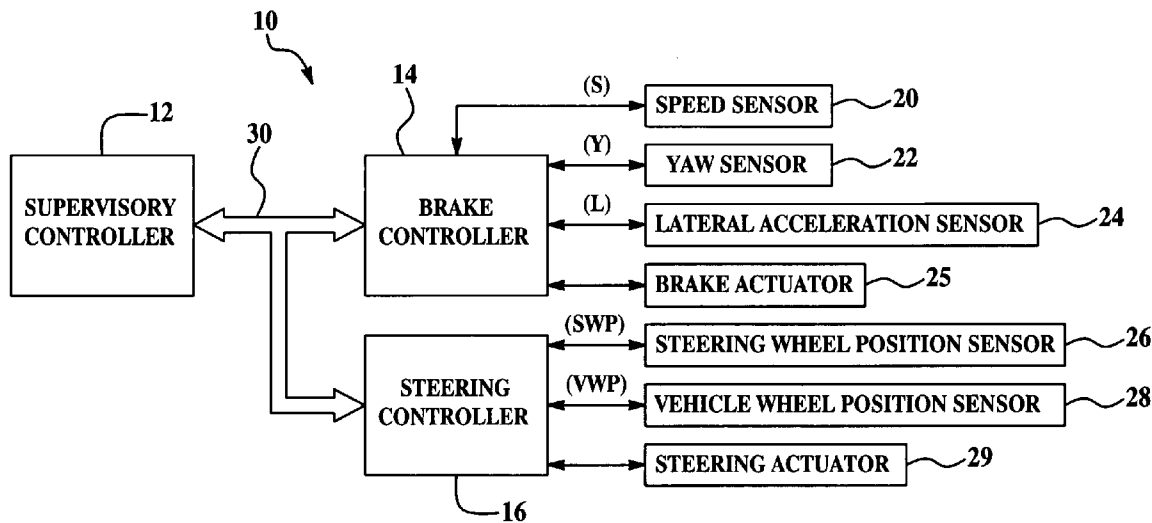 10
12
30
14
SUPERVISORY
CONTROLLER
BRAKE
CONTROLLER
(S)
SPEED SENSOR
20
(Y)
YAW SENSOR
22
(L)
LATERAL ACCELERATION SENSOR
24
BRAKE ACTUATOR
25
STEERING
CONTROLLER
16
(SWP)
STEERING WHEEL POSITION SENSOR
26
(VWP)
VEHICLE WHEEL POSITION SENSOR
28
STEERING ACTUATOR
29